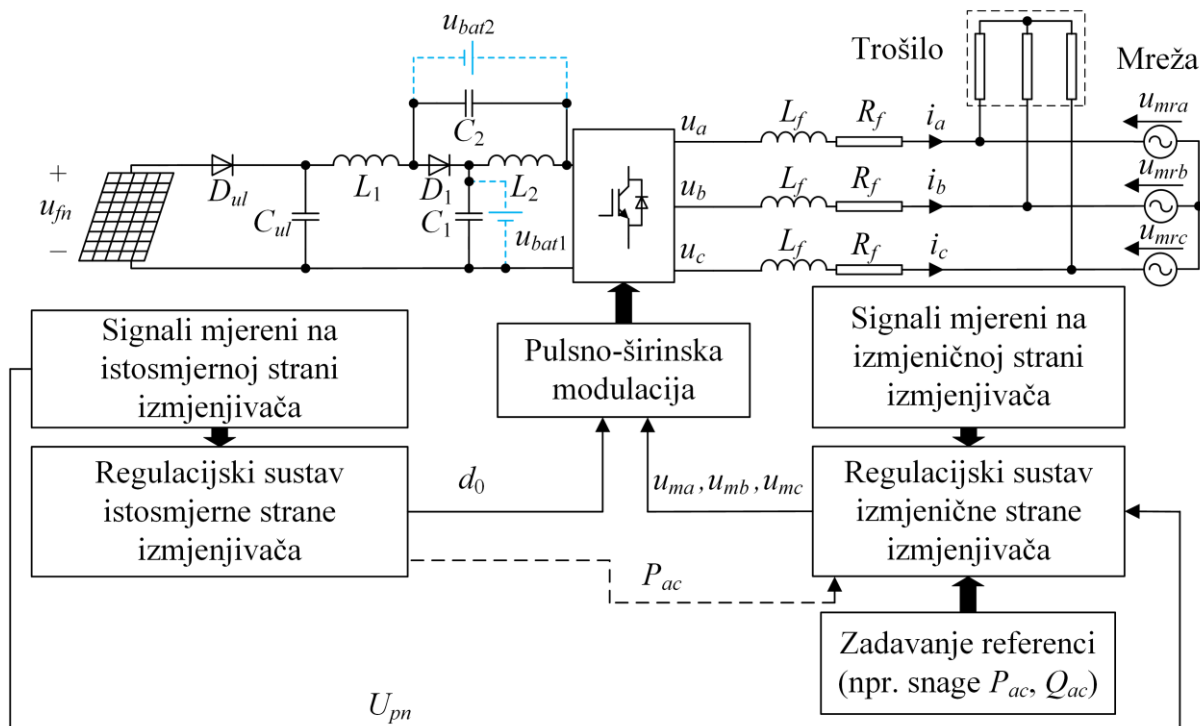 u_bat2
Trošilo
Mreža
C_2
u_a
L_f
R_f
i_a
u_mra
+
u_fn
−
D_ul
L_1
D_1
L_2
C_ul
C_1
u_bat1
u_b
L_f
R_f
i_b
u_mrb
u_c
L_f
R_f
i_c
u_mrc
Signali mjereni na
istosmjernoj strani
izmjenjivača
Pulsno-širinska
modulacija
Signali mjereni na
izmjeničnoj strani
izmjenjivača
Regulacijski sustav
istosmjerne strane
izmjenjivača
d_0
u_ma, u_mb, u_mc
Regulacijski sustav
izmjenične strane
izmjenjivača
P_ac
Zadavanje referenci
(npr. snage P_ac, Q_ac)
U_pn